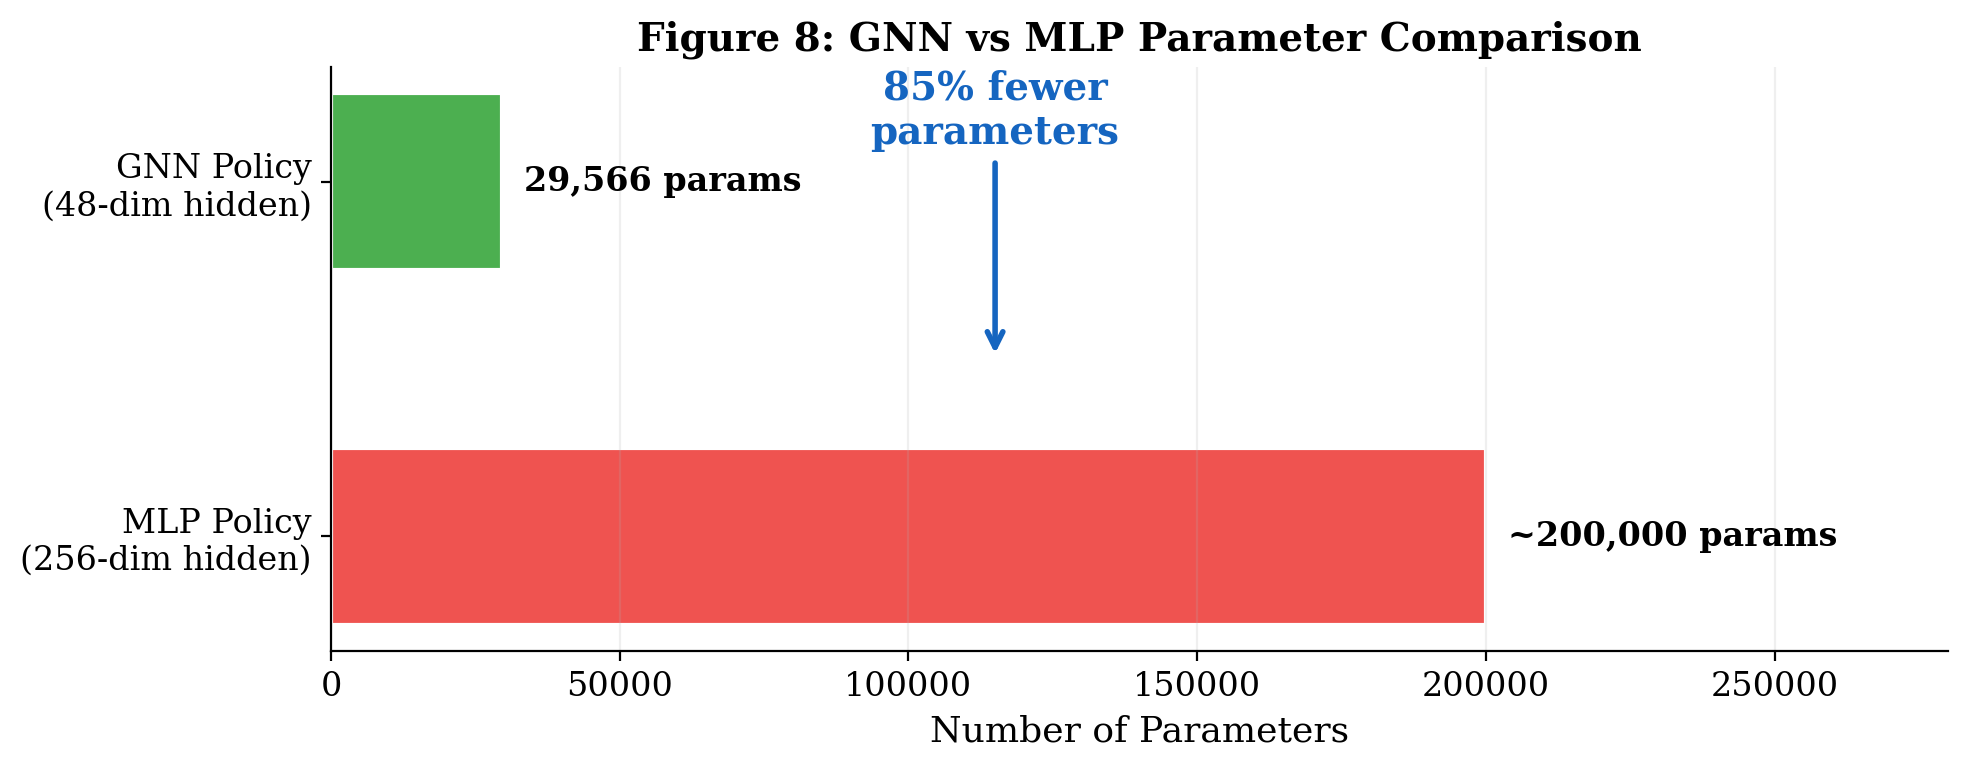 Figure 8: GNN vs MLP Parameter Comparison
85% fewer
parameters
GNN Policy
(48-dim hidden)
29,566 params
MLP Policy
(256-dim hidden)
~200,000 params
0 50000 100000 150000 200000 250000
Number of Parameters